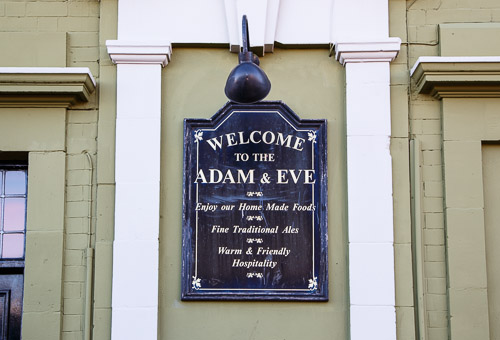 WELCOME
TO THE
ADAM & EVE
Enjoy our Home Made Foods
Fine Traditional Ales
Warm & Friendly
Hospitality